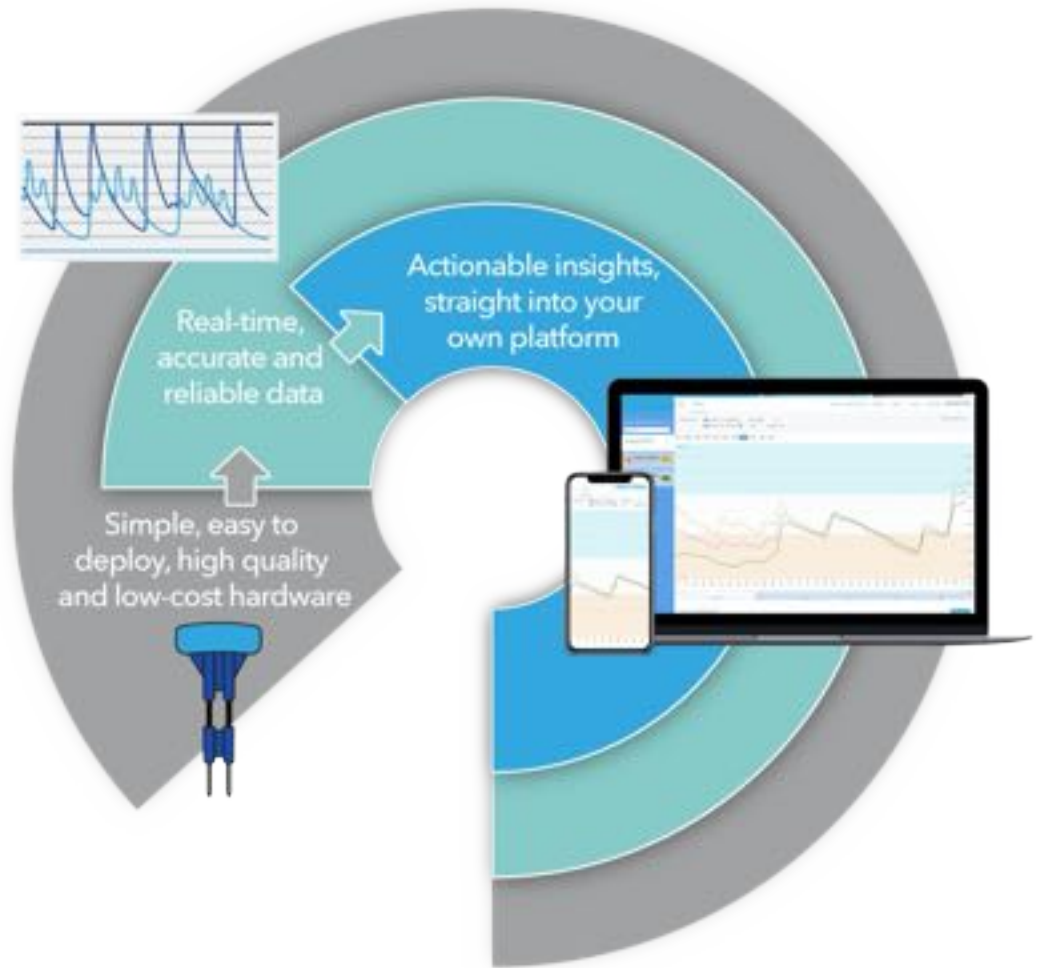 Actionable insights,
straight into your
own platform
Real-time,
accurate and
reliable data
Simple, easy to
deploy, high quality
and low-cost hardware